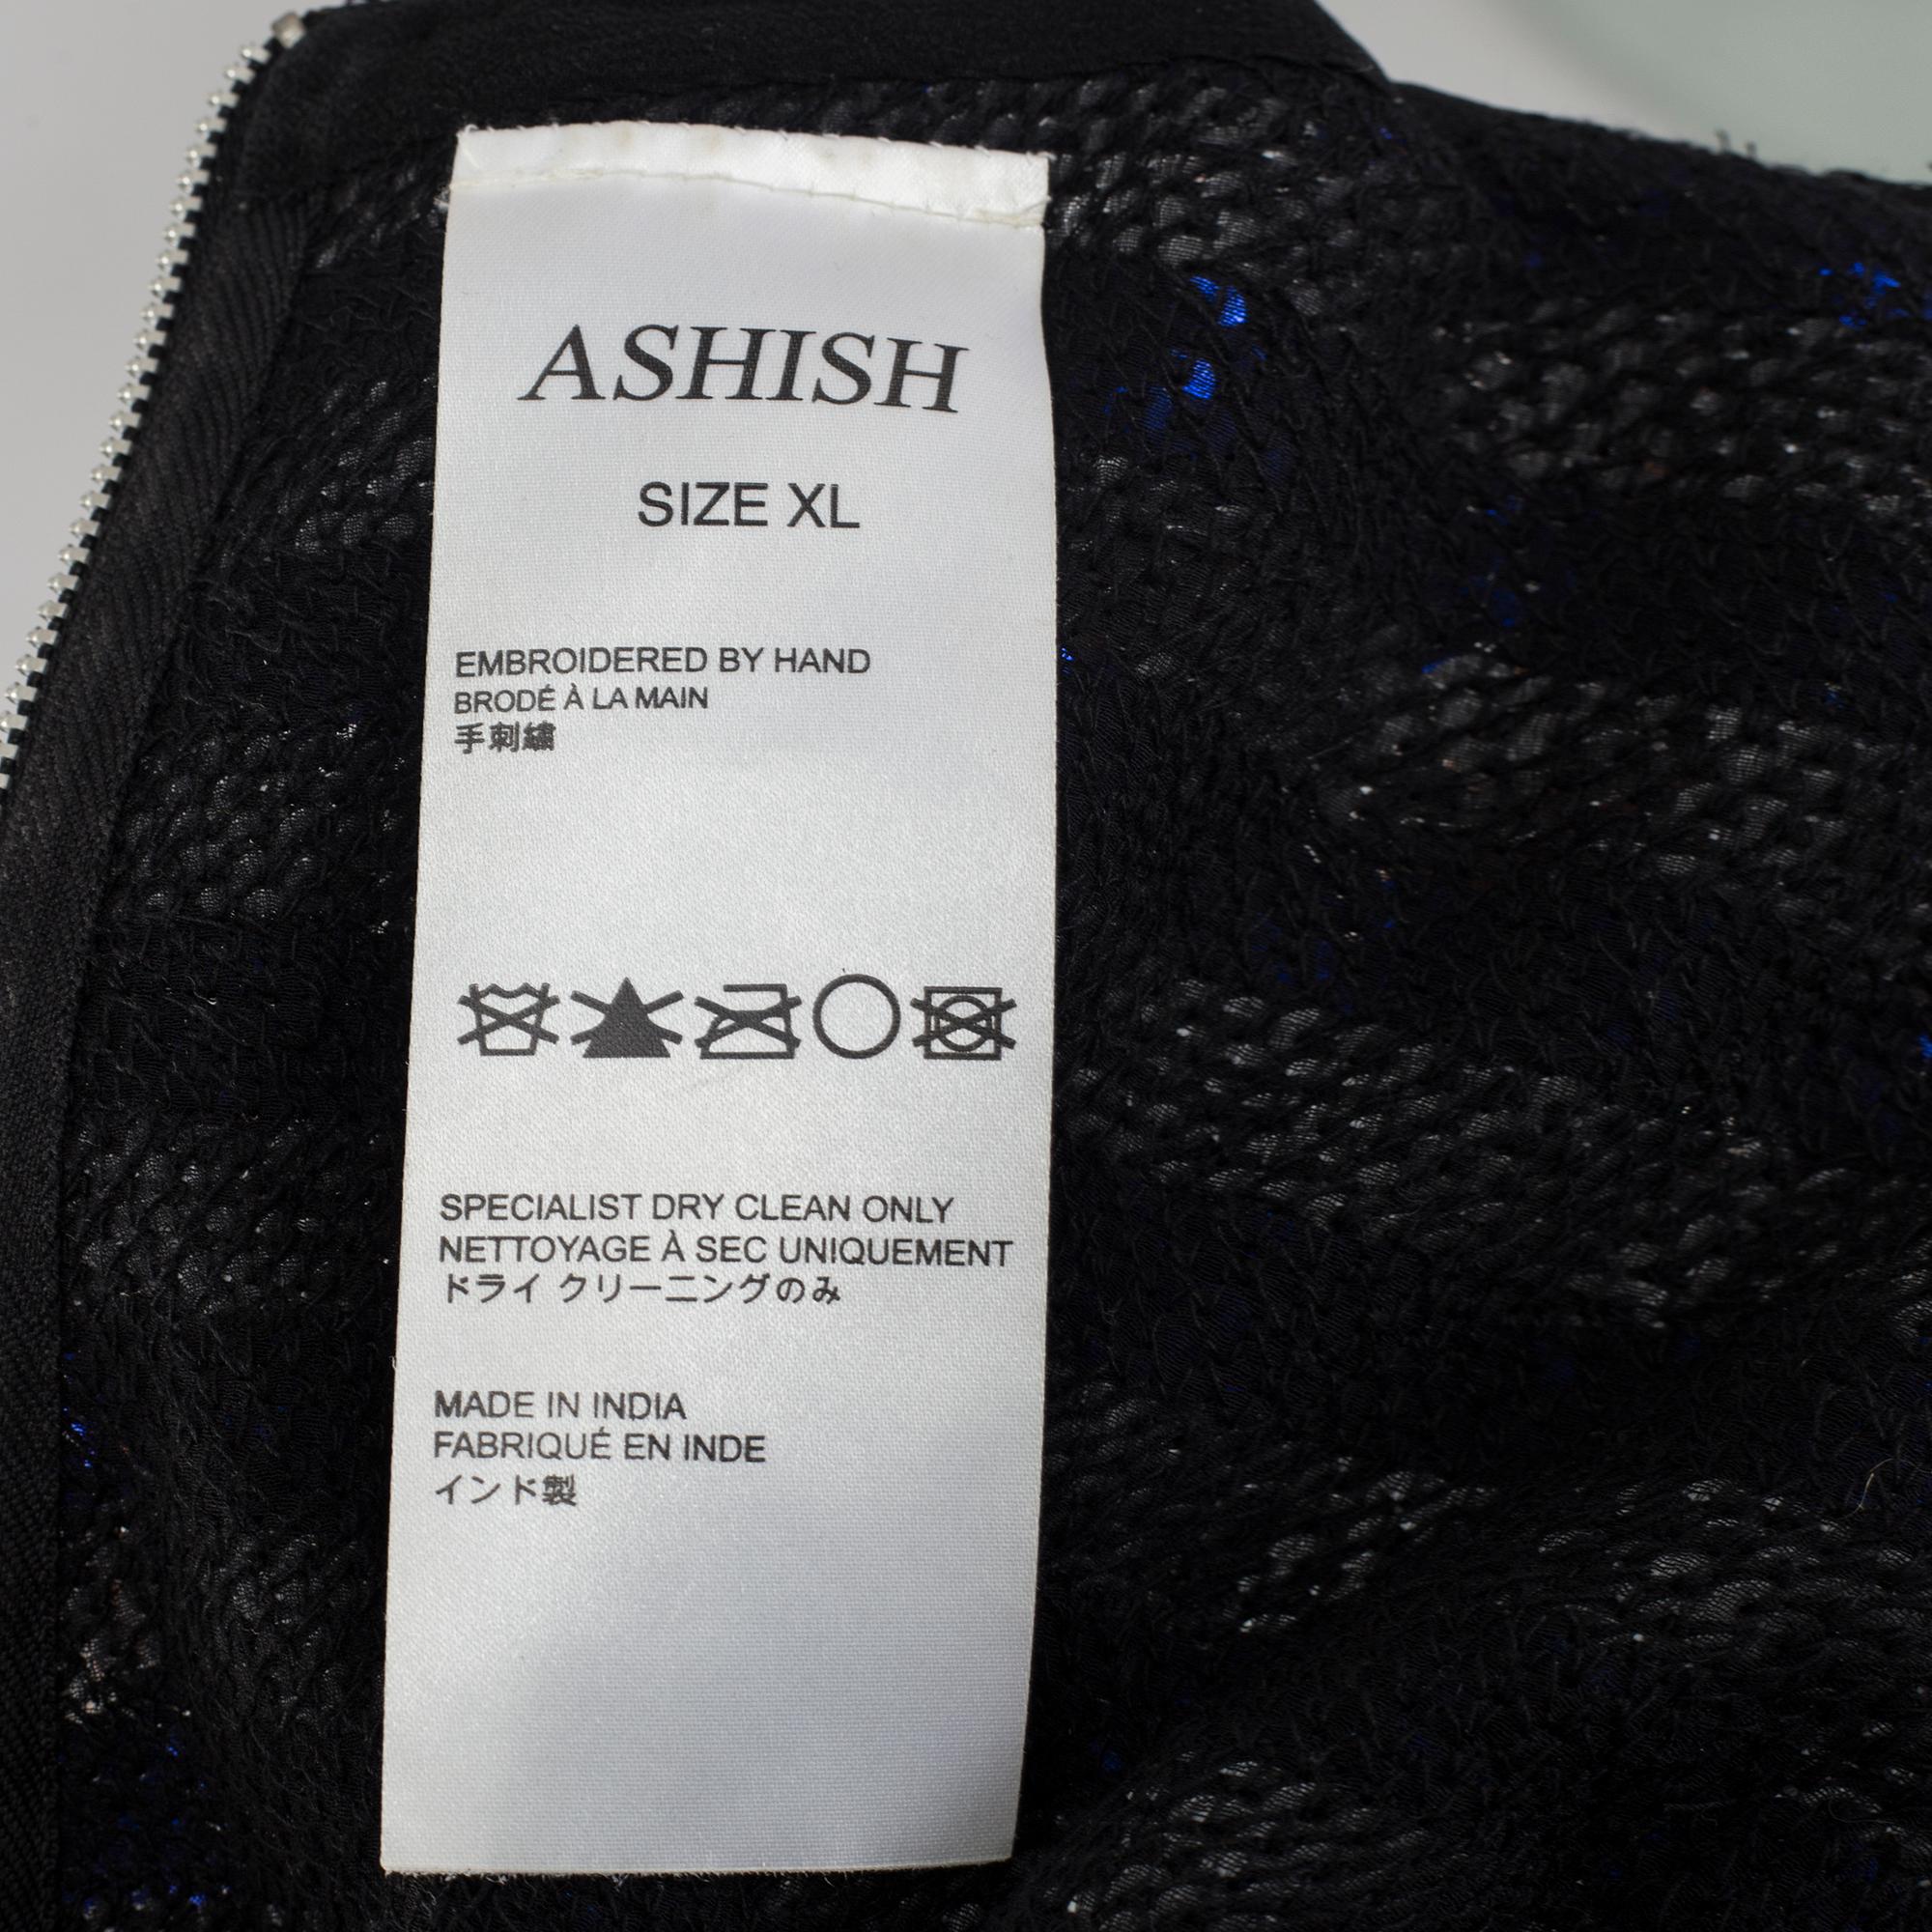 ASHISH
SIZE XL
EMBROIDERED BY HAND
BRODÉ À LA MAIN
手刺繍
SPECIALIST DRY CLEAN ONLY
NETTOYAGE À SEC UNIQUEMENT
ドライ クリーニングのみ
MADE IN INDIA
FABRIQUÉ EN INDE
インド製